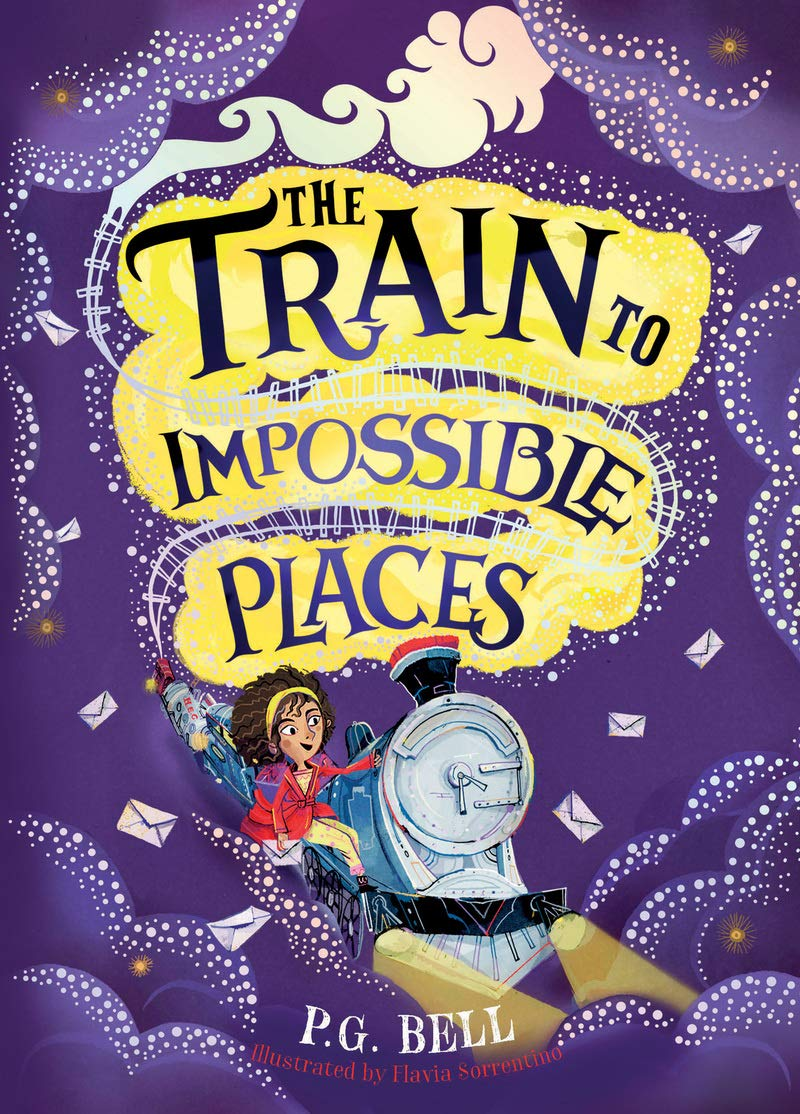 THE
TRAIN TO
IMPOSSIBLE
PLACES
P.G. BELL
Illustrated by Flavia Sorrentino